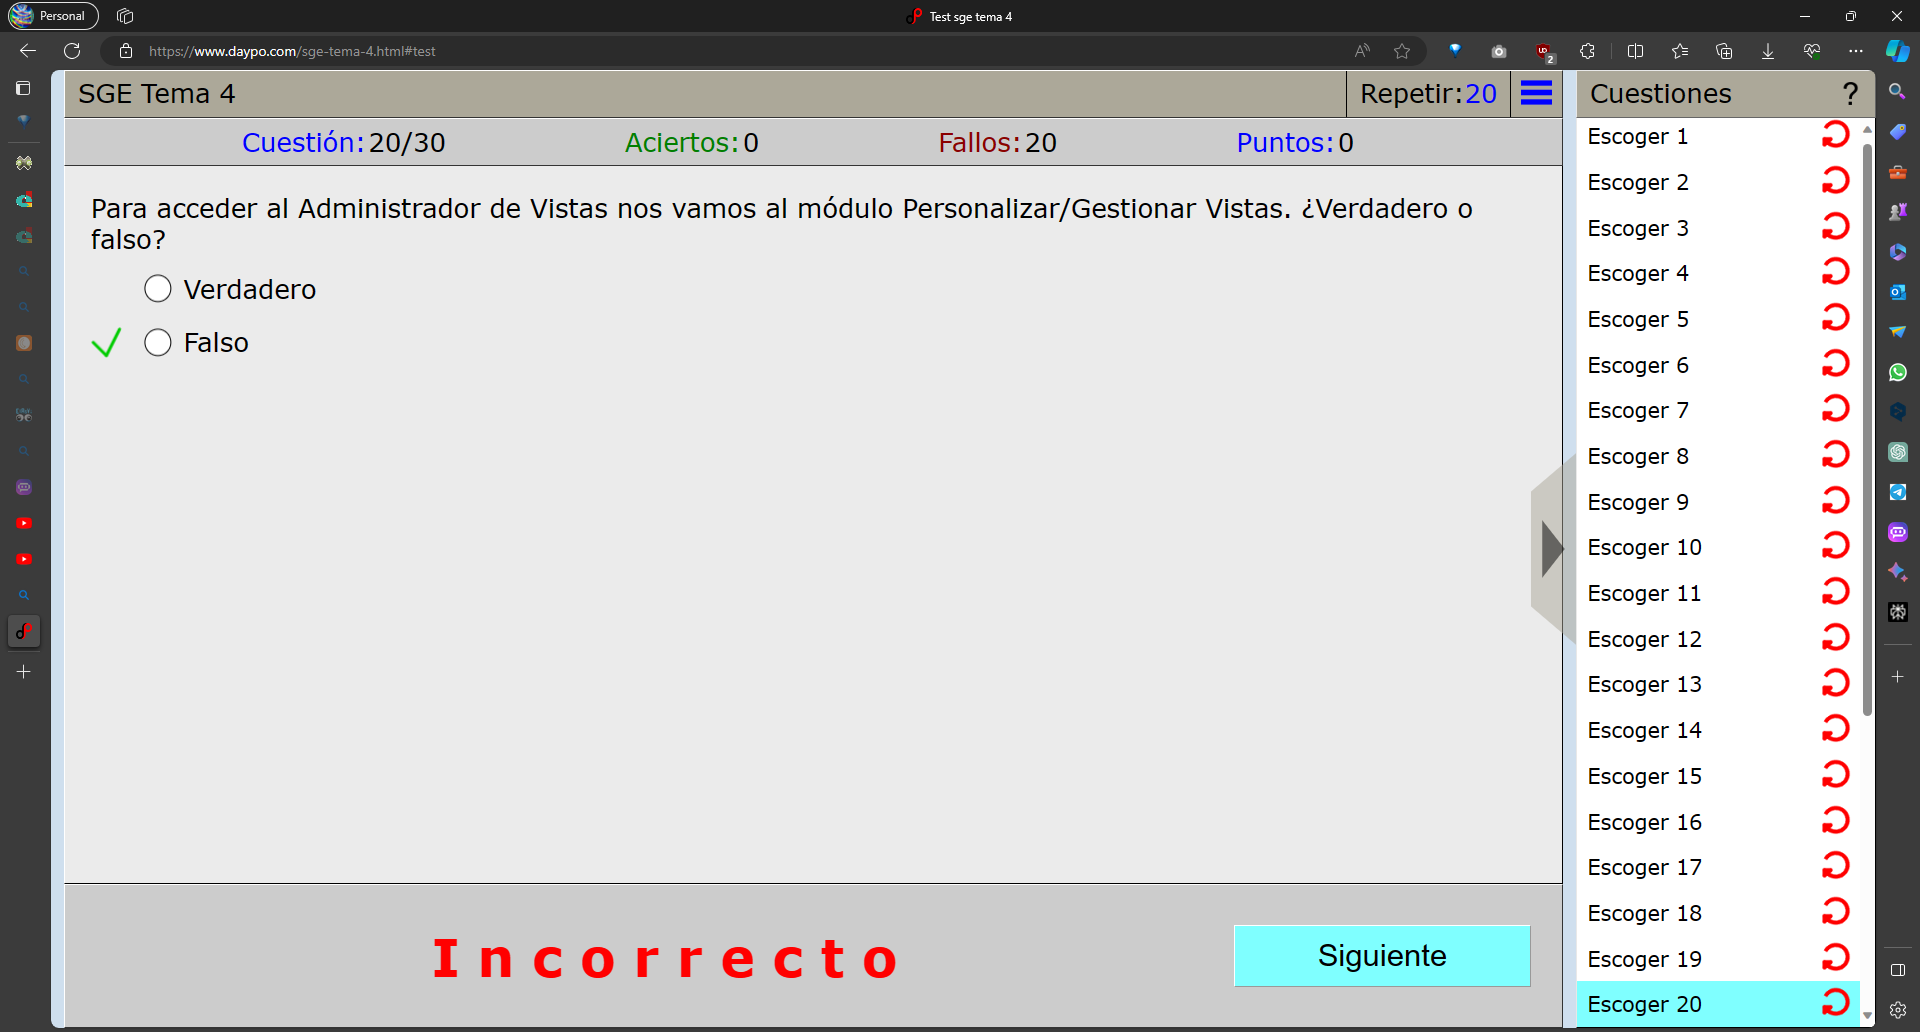 Personal
Test sge tema 4
https://www.daypo.com/sge-tema-4.html#test
2
SGE Tema 4
Repetir:20
Cuestiones
?
Cuestión:20/30
Aciertos:0
Fallos:20
Puntos:0
Para acceder al Administrador de Vistas nos vamos al módulo Personalizar/Gestionar Vistas. ¿Verdadero o
falso?
Verdadero
Falso
Incorrecto
Siguiente
Escoger 1
Escoger 2
Escoger 3
Escoger 4
Escoger 5
Escoger 6
Escoger 7
Escoger 8
Escoger 9
Escoger 10
Escoger 11
Escoger 12
Escoger 13
Escoger 14
Escoger 15
Escoger 16
Escoger 17
Escoger 18
Escoger 19
Escoger 20